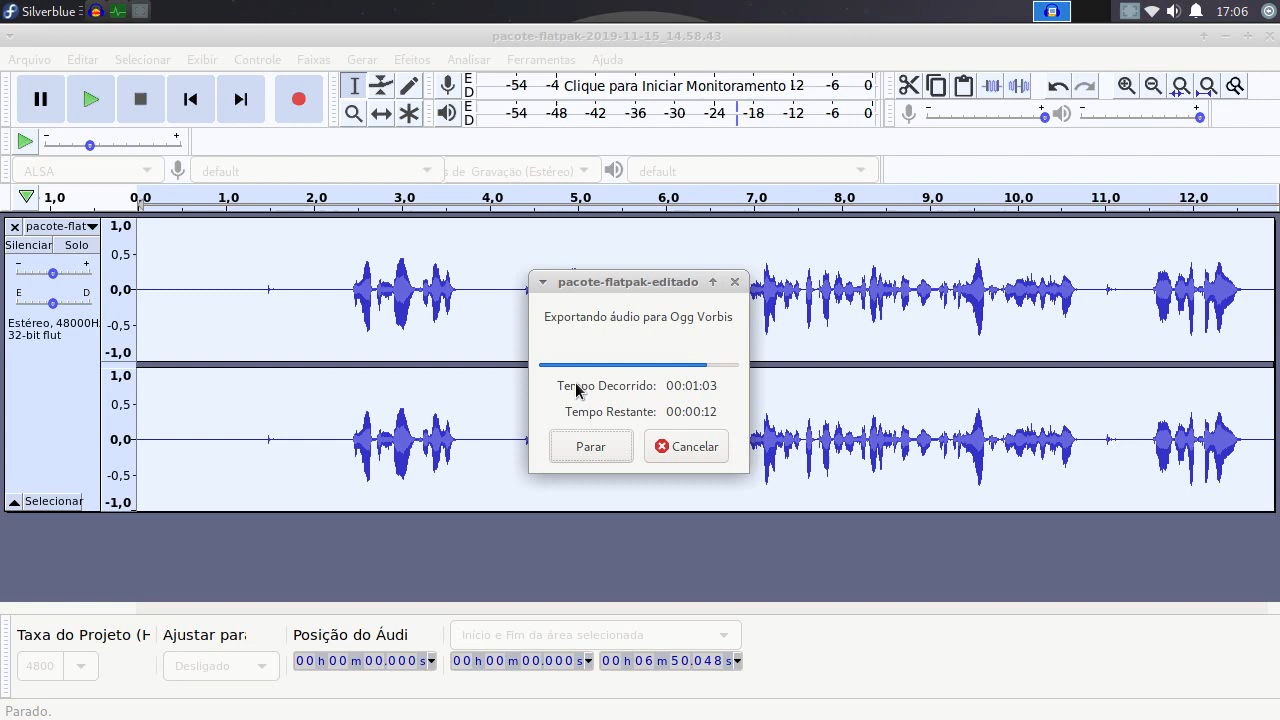 Silverblue
17:06
pacote-flatpak-2019-11-15_14.58.43
Arquivo Editar Selecionar Exibir Controle Faixas Gerar Efeitos Analisar Ferramentas Ajuda
E
D
-54 -4 Clique para Iniciar Monitoramento 12 -6 0
E
D
-54 -48 -42 -36 -30 -24 -18 -12 -6 0
- +
ALSA default s de Gravação (Estéreo) default
1,0 0,0 1,0 2,0 3,0 4,0 5,0 6,0 7,0 8,0 9,0 10,0 11,0 12,0
pacote-flat
Silenciar Solo
- +
E D
Estéreo, 48000Hz
32-bit flut
Selecionar
1,0
0,5
0,0
-0,5
-1,0
1,0
0,5
0,0
-0,5
-1,0
pacote-flatpak-editado
Exportando áudio para Ogg Vorbis
Tempo Decorrido: 00:01:03
Tempo Restante: 00:00:12
Parar Cancelar
Taxa do Projeto (H Ajustar para Posição do Áudi Início e Fim da área selecionada
4800 Desligado 00 h 00 m 00.000 s 00 h 00 m 00.000 s 00 h 06 m 50.048 s
Parado.